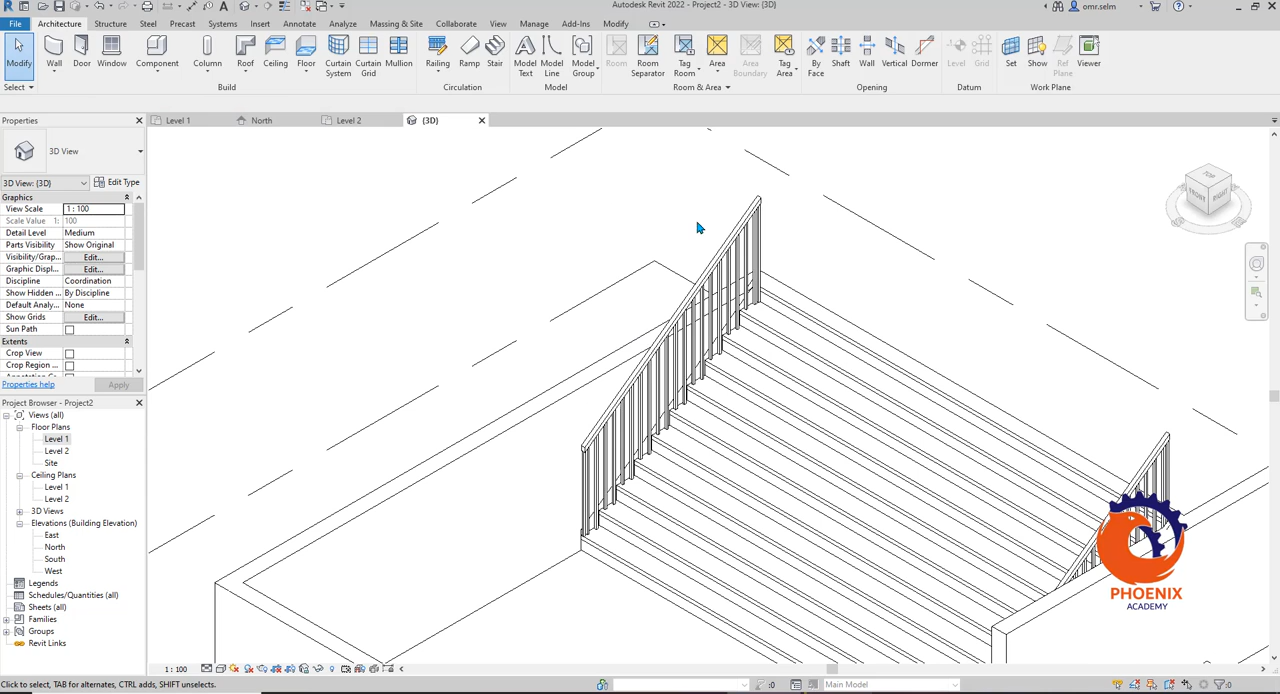 Autodesk Revit 2022 - 3D View: {3D}
omr.selm
File Architecture Structure Steel Precast Systems Insert Annotate Analyze Massing & Site Collaborate View Manage Add-Ins Modify
Modify Wall Door Window Component Column Roof Ceiling Floor Curtain System Curtain Grid Mullion Railing Ramp Stair Model Text Model Line Model Group Room Room Separator Tag Room Area Area Boundary Tag Area By Face Shaft Wall Vertical Dormer Level Grid Set Show Ref Plane Viewer
Select Build Circulation Model Room & Area Opening Datum Work Plane
Properties
Level 1 North Level 2 {3D}
3D View
3D View: {3D} Edit Type
Graphics
View Scale 1 : 100
Scale Value 1: 100
Detail Level Medium
Parts Visibility Show Original
Visibility/Grap... Edit...
Graphic Displ... Edit...
Discipline Coordination
Show Hidden ... By Discipline
Default Analy... None
Show Grids Edit...
Sun Path
Extents
Crop View
Crop Region ...
Properties help Apply
Project Browser - Project2
Views (all)
Floor Plans
Level 1
Level 2
Site
Ceiling Plans
Level 1
Level 2
3D Views
Elevations (Building Elevation)
East
North
South
West
Legends
Schedules/Quantities (all)
Sheets (all)
Families
Groups
Revit Links
TOP
FRONT RIGHT
PHOENIX
ACADEMY
1 : 100
Click to select, TAB for alternates, CTRL adds, SHIFT unselects.
:0 Main Model :0